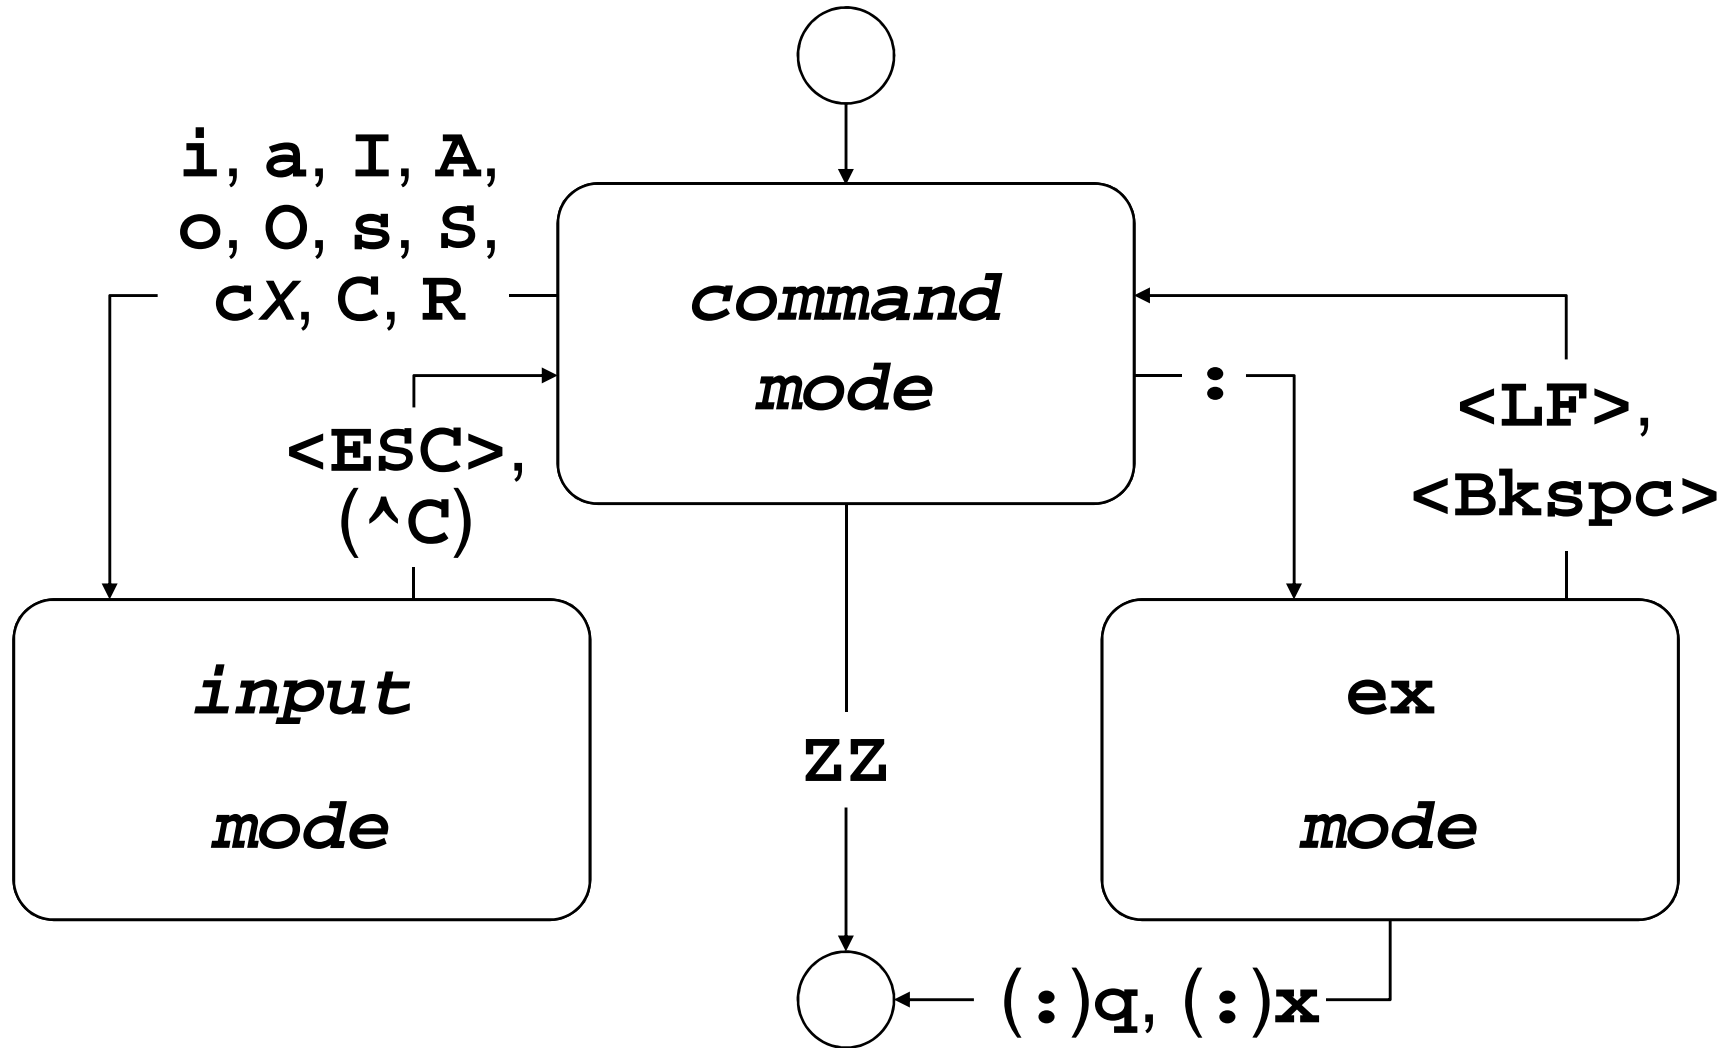 i, a, I, A,
o, O, s, S,
cX, C, R
command
mode
:
<LF>,
<Bkspc>
<ESC>,
(^C)
input
mode
ZZ
ex
mode
(:)q, (:)x